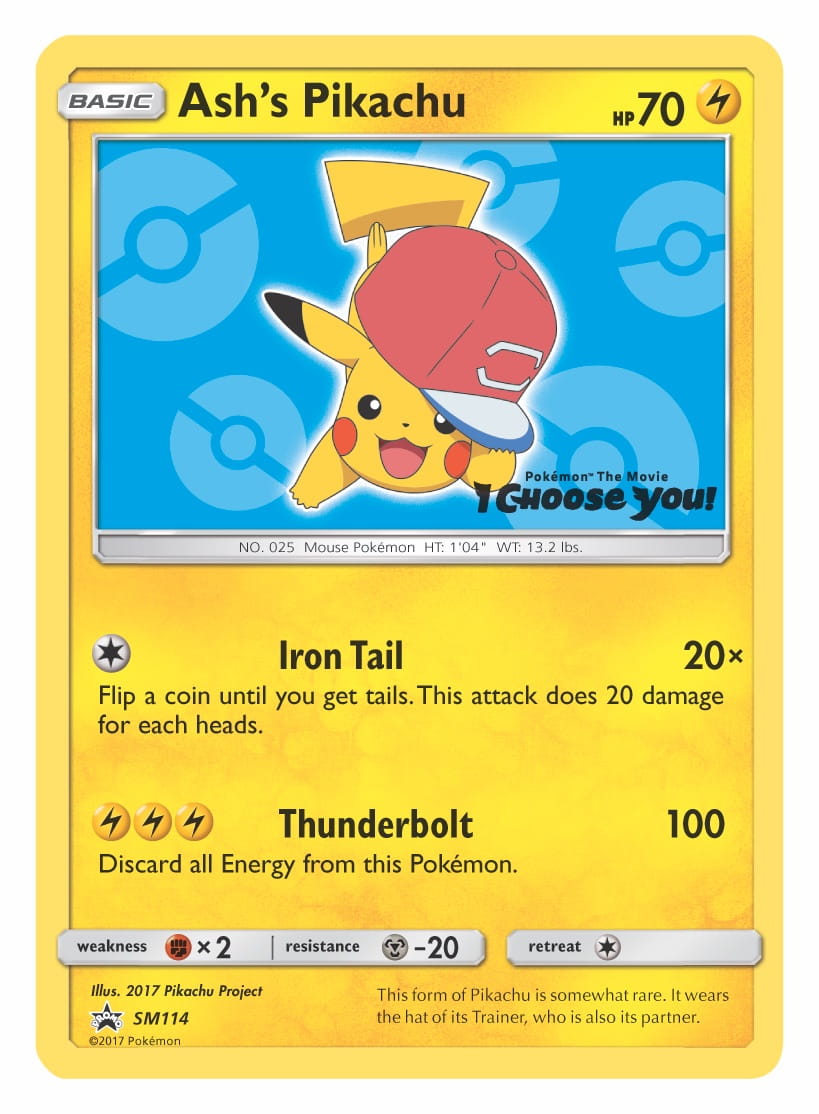 BASIC Ash's Pikachu HP 70
Pokémon™ The Movie
I Choose You!
NO. 025 Mouse Pokémon HT: 1'04" WT: 13.2 lbs.
Iron Tail 20×
Flip a coin until you get tails. This attack does 20 damage
for each heads.
Thunderbolt 100
Discard all Energy from this Pokémon.
weakness ×2 resistance -20 retreat
Illus. 2017 Pikachu Project
PROMO SM114
©2017 Pokémon
This form of Pikachu is somewhat rare. It wears
the hat of its Trainer, who is also its partner.